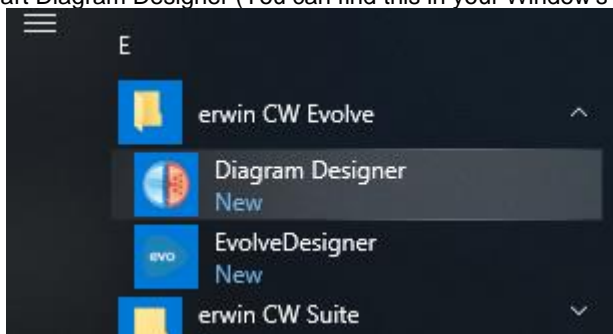 art Diagram Designer (You can find this in your Window's
E
erwin CW Evolve
Diagram Designer
New
evo
EvolveDesigner
New
erwin CW Suite